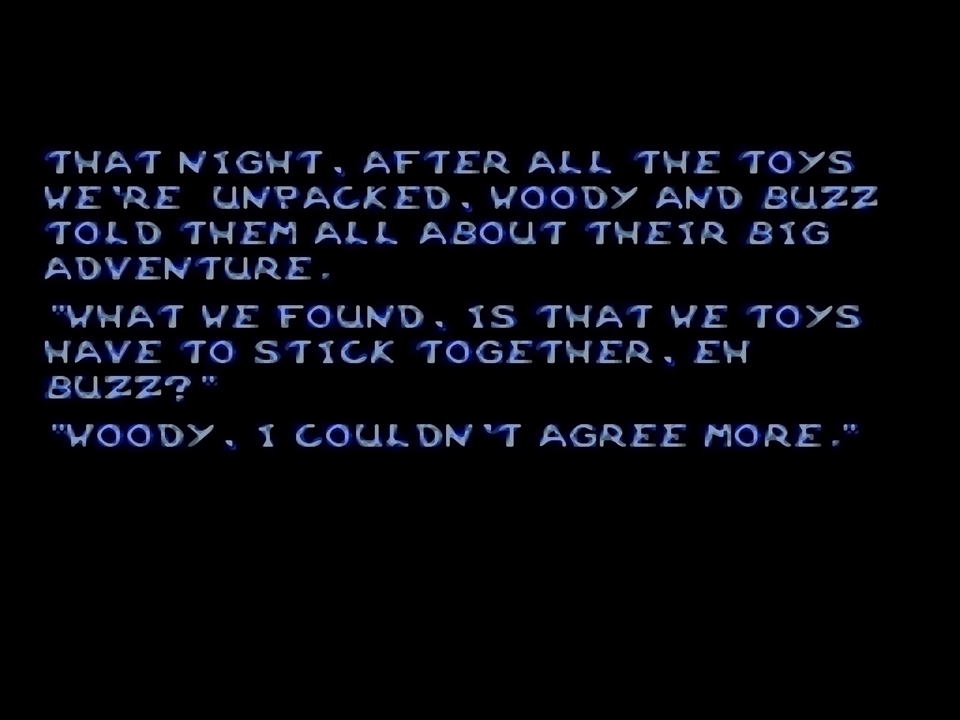 THAT NIGHT, AFTER ALL THE TOYS
WE'RE UNPACKED, WOODY AND BUZZ
TOLD THEM ALL ABOUT THEIR BIG
ADVENTURE.
"WHAT WE FOUND, IS THAT WE TOYS
HAVE TO STICK TOGETHER, EH
BUZZ?"
"WOODY, I COULDN'T AGREE MORE."